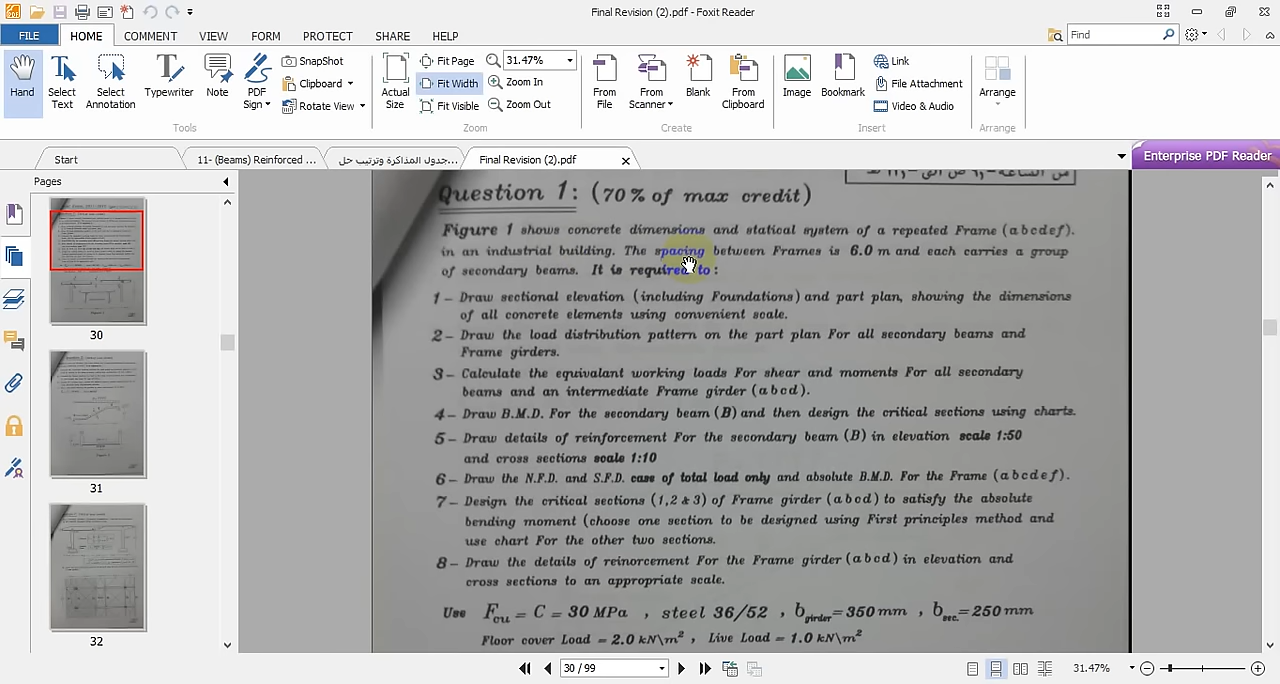 Final Revision (2).pdf - Foxit Reader
FILE HOME COMMENT VIEW FORM PROTECT SHARE HELP
Find
Hand
Select Text
Select Annotation
Typewriter
Note
PDF Sign
SnapShot
Clipboard
Rotate View
Tools
Actual Size
Fit Page
Fit Width
Fit Visible
31.47%
Zoom In
Zoom Out
Zoom
From File
From Scanner
Blank
From Clipboard
Create
Image
Bookmark
Link
File Attachment
Video & Audio
Insert
Arrange
Arrange
Start
11- (Beams) Reinforced ...
جدول المذاكرة وترتيب حل...
Final Revision (2).pdf
Enterprise PDF Reader
Pages
30
31
32
Question 1: (70% of max credit)
Figure 1 shows concrete dimensions and statical system of a repeated Frame (abcdef).
in an industrial building. The spacing between Frames is 6.0 m and each carries a group
of secondary beams. It is required to:
1- Draw sectional elevation (including Foundations) and part plan, showing the dimensions
of all concrete elements using convenient scale.
2- Draw the load distribution pattern on the part plan For all secondary beams and
Frame girders.
3- Calculate the equivalant working loads For shear and moments For all secondary
beams and an intermediate Frame girder (abcd).
4- Draw B.M.D. For the secondary beam (B) and then design the critical sections using charts.
5- Draw details of reinforcement For the secondary beam (B) in elevation scale 1:50
and cross sections scale 1:10
6- Draw the N.F.D. and S.F.D. case of total load only and absolute B.M.D. For the Frame (abcdef).
7- Design the critical sections (1,2 & 3) of Frame girder (abcd) to satisfy the absolute
bending moment (choose one section to be designed using First principles method and
use chart For the other two sections.
8- Draw the details of reinorcement For the Frame girder (abcd) in elevation and
cross sections to an appropriate scale.
Use Fcu = C = 30 MPa , steel 36/52 , b girder=350 mm , b sec.=250 mm
Floor cover Load = 2.0 kN\m² , Live Load = 1.0 kN\m²
30 / 99
31.47%